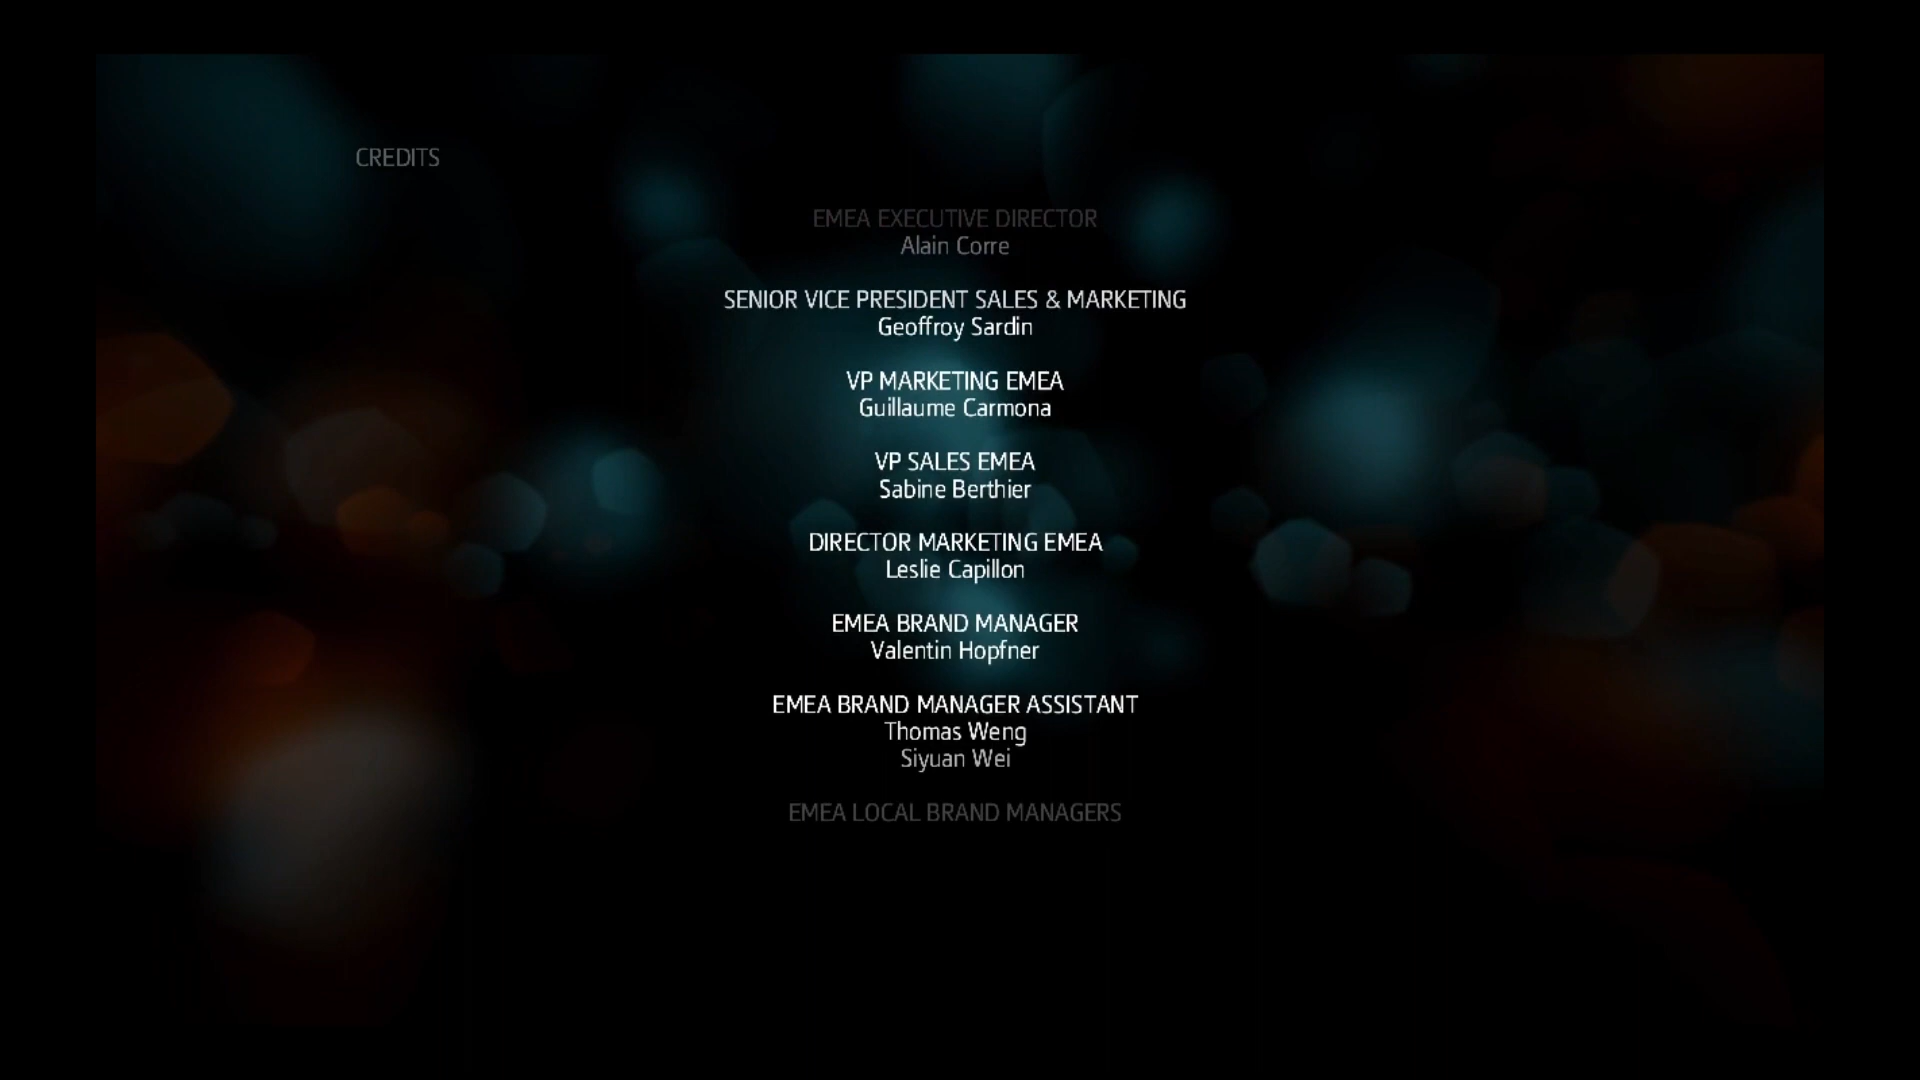 CREDITS
EMEA EXECUTIVE DIRECTOR
Alain Corre
SENIOR VICE PRESIDENT SALES & MARKETING
Geoffroy Sardin
VP MARKETING EMEA
Guillaume Carmona
VP SALES EMEA
Sabine Berthier
DIRECTOR MARKETING EMEA
Leslie Capillon
EMEA BRAND MANAGER
Valentin Hopfner
EMEA BRAND MANAGER ASSISTANT
Thomas Weng
Siyuan Wei
EMEA LOCAL BRAND MANAGERS